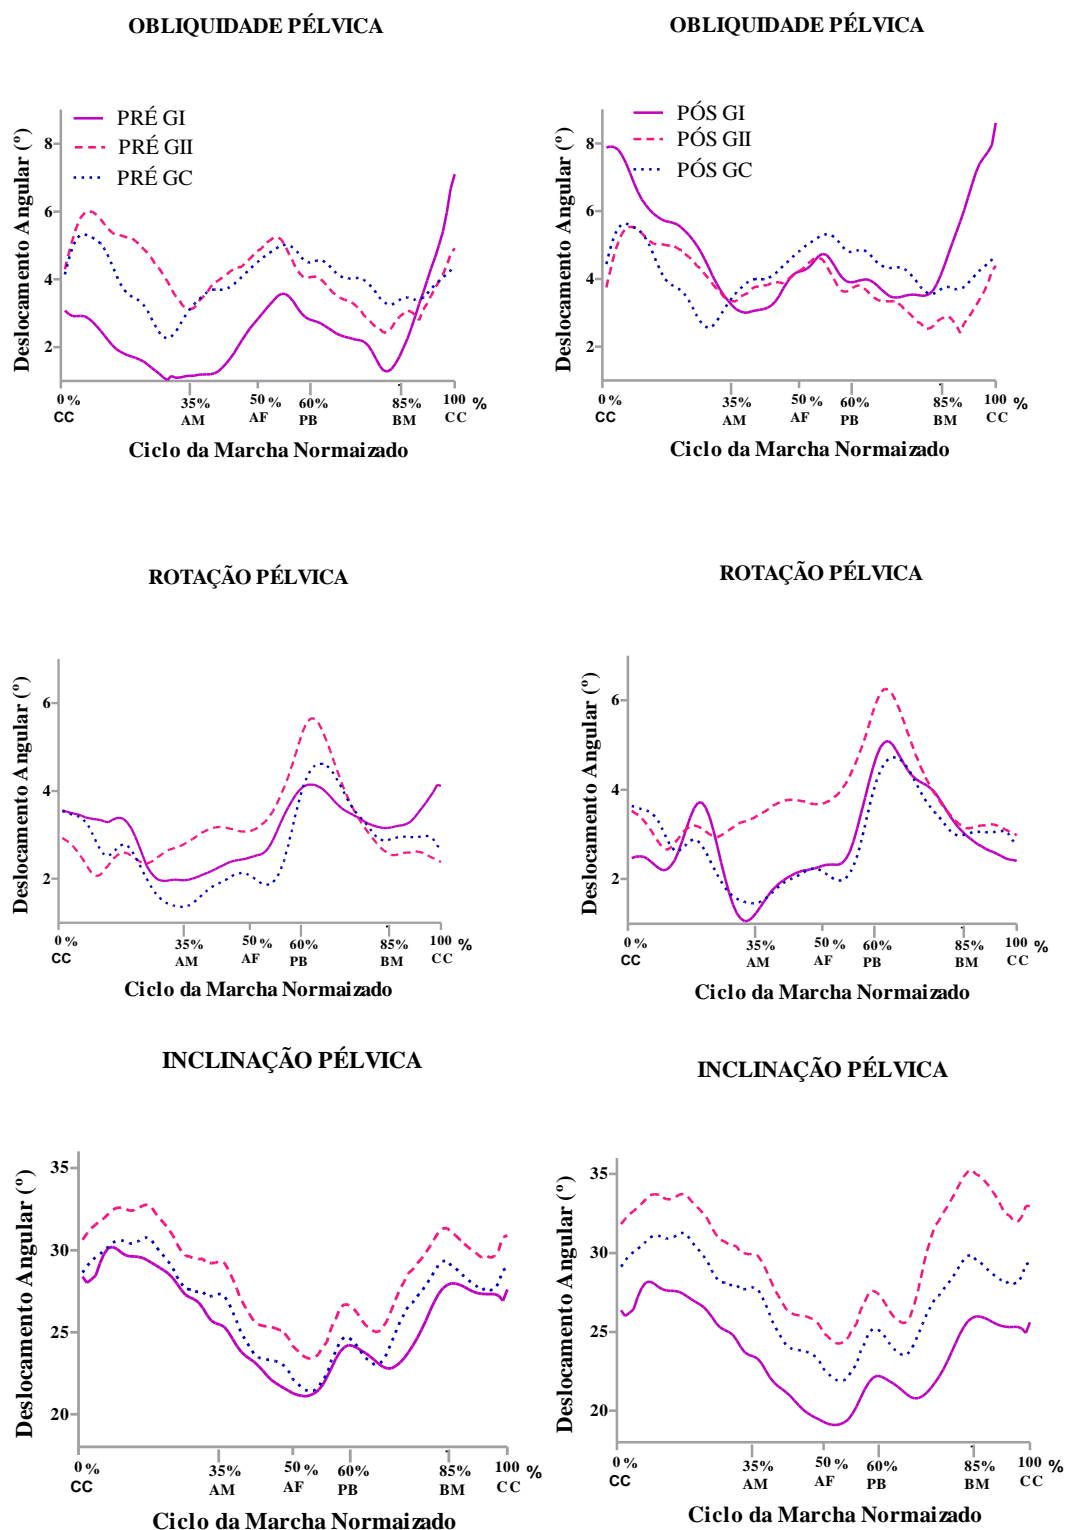 OBLIQUIDADE PÉLVICA
PRÉ GI
PRÉ GII
PRÉ GC
Deslocamento Angular (º)
8
6
4
2
0 % 35% 50 % 60% 85% 100 %
CC AM AF PB BM CC
Ciclo da Marcha Normaizado
OBLIQUIDADE PÉLVICA
PÓS GI
PÓS GII
PÓS GC
Deslocamento Angular (º)
8
6
4
2
0 % 35% 50 % 60% 85% 100 %
CC AM AF PB BM CC
Ciclo da Marcha Normaizado
ROTAÇÃO PÉLVICA
Deslocamento Angular (º)
6
4
2
0 % 35% 50 % 60% 85% 100 %
CC AM AF PB BM CC
Ciclo da Marcha Normaizado
ROTAÇÃO PÉLVICA
Deslocamento Angular (º)
6
4
2
0 % 35% 50 % 60% 85% 100 %
CC AM AF PB BM CC
Ciclo da Marcha Normaizado
INCLINAÇÃO PÉLVICA
Deslocamento Angular (º)
35
30
25
20
0 % 35% 50 % 60% 85% 100 %
CC AM AF PB BM CC
Ciclo da Marcha Normaizado
INCLINAÇÃO PÉLVICA
Deslocamento Angular (º)
35
30
25
20
0 % 35% 50 % 60% 85% 100 %
CC AM AF PB BM CC
Ciclo da Marcha Normaizado